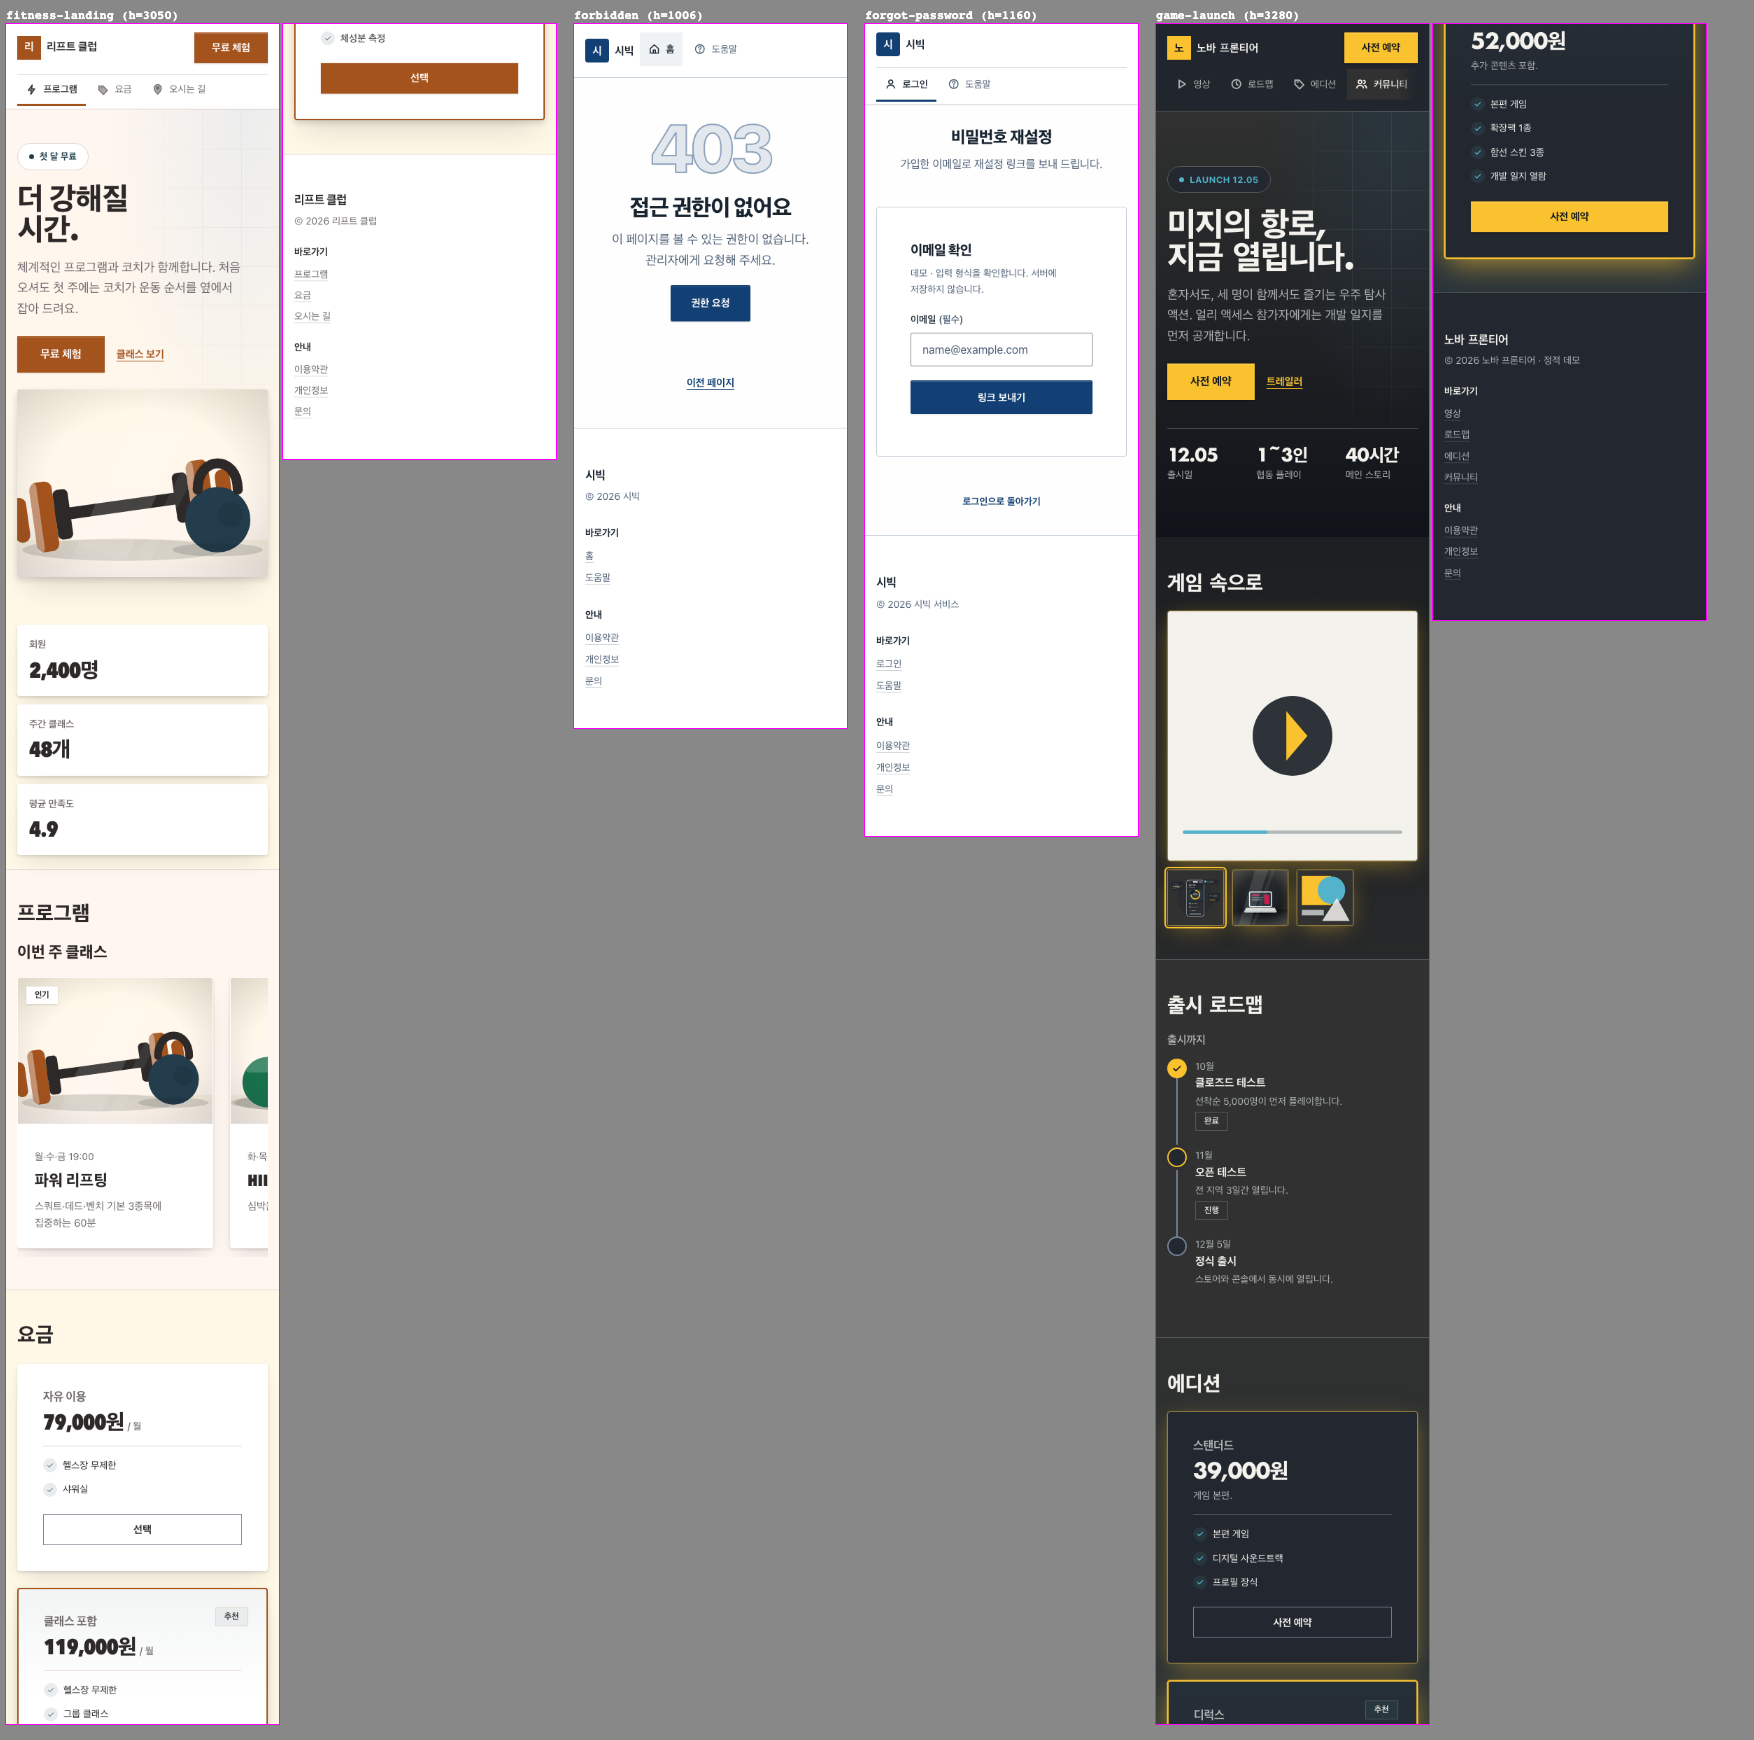 fitness-landing (h=3050)
리
리프트 클럽
무료 체험
프로그램
요금
오시는 길
첫 달 무료
더 강해질
시간.
체계적인 프로그램과 코치가 함께합니다. 처음
오셔도 첫 주에는 코치가 운동 순서를 옆에서
잡아 드려요.
무료 체험
클래스 보기
회원
2,400명
주간 클래스
48개
평균 만족도
4.9
프로그램
이번 주 클래스
인기
월·수·금 19:00
파워 리프팅
스쿼트·데드·벤치 기본 3종목에
집중하는 60분
화·목
심박
요금
자유 이용
79,000원 / 월
헬스장 무제한
샤워실
선택
클래스 포함
추천
119,000원 / 월
헬스장 무제한
그룹 클래스
체성분 측정
선택
리프트 클럽
© 2026 리프트 클럽
바로가기
프로그램
요금
오시는 길
안내
이용약관
개인정보
문의
forbidden (h=1006)
시
시빅
홈
도움말
403
접근 권한이 없어요
이 페이지를 볼 수 있는 권한이 없습니다.
관리자에게 요청해 주세요.
권한 요청
이전 페이지
시빅
© 2026 시빅
바로가기
홈
도움말
안내
이용약관
개인정보
문의
forgot-password (h=1160)
시
시빅
로그인
도움말
비밀번호 재설정
가입한 이메일로 재설정 링크를 보내 드립니다.
이메일 확인
데모 · 입력 형식을 확인합니다. 서버에
저장하지 않습니다.
이메일 (필수)
name@example.com
링크 보내기
로그인으로 돌아가기
시빅
© 2026 시빅 서비스
바로가기
로그인
도움말
안내
이용약관
개인정보
문의
game-launch (h=3280)
노
노바 프론티어
사전 예약
영상
로드맵
에디션
커뮤니티
LAUNCH 12.05
미지의 항로,
지금 열립니다.
혼자서도, 세 명이 함께서도 즐기는 우주 탐사
액션. 얼리 액세스 참가자에게는 개발 일지를
먼저 공개합니다.
사전 예약
트레일러
12.05
출시일
1~3인
협동 플레이
40시간
메인 스토리
게임 속으로
출시 로드맵
출시까지
10월
클로즈드 테스트
선착순 5,000명이 먼저 플레이합니다.
완료
11월
오픈 테스트
전 지역 3일간 열립니다.
진행
12월 5일
정식 출시
스토어와 콘솔에서 동시에 열립니다.
에디션
스탠더드
39,000원
게임 본편.
본편 게임
디지털 사운드트랙
프로필 장식
사전 예약
디럭스
추천
52,000원
추가 콘텐츠 포함.
본편 게임
확장팩 1종
함선 스킨 3종
개발 일지 열람
사전 예약
노바 프론티어
© 2026 노바 프론티어 · 정적 데모
바로가기
영상
로드맵
에디션
커뮤니티
안내
이용약관
개인정보
문의